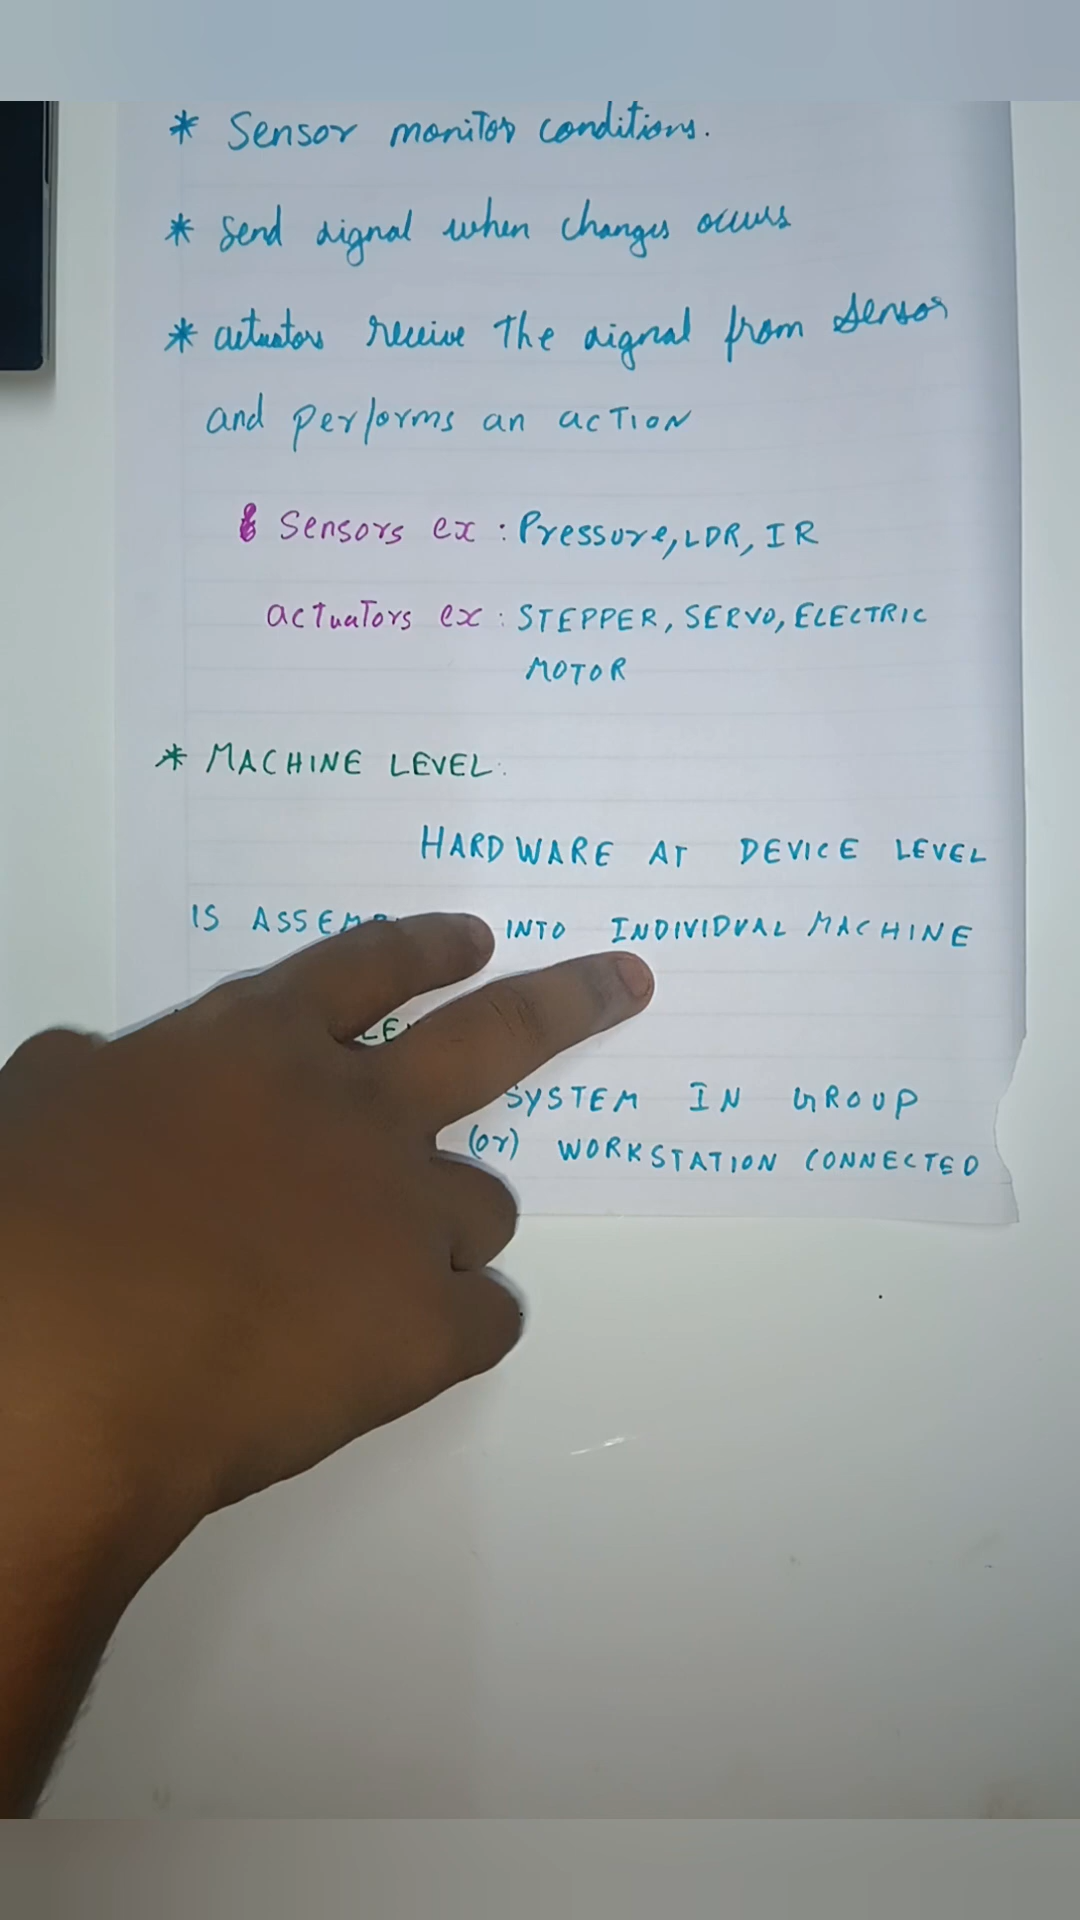 * Sensor monitor conditions.
* Send signal when changes occurs
* actuators receive The signal from sensor
and performs an acTION
Sensors ex : Pressure, LDR, IR
acTuaTors ex : STEPPER, SERVO, ELECTRIC
MOTOR
* MACHINE LEVEL:
HARDWARE AT DEVICE LEVEL
IS INTO INDIVIDUAL MACHINE
SYSTEM IN GROUP
(or) WORKSTATION CONNECTED